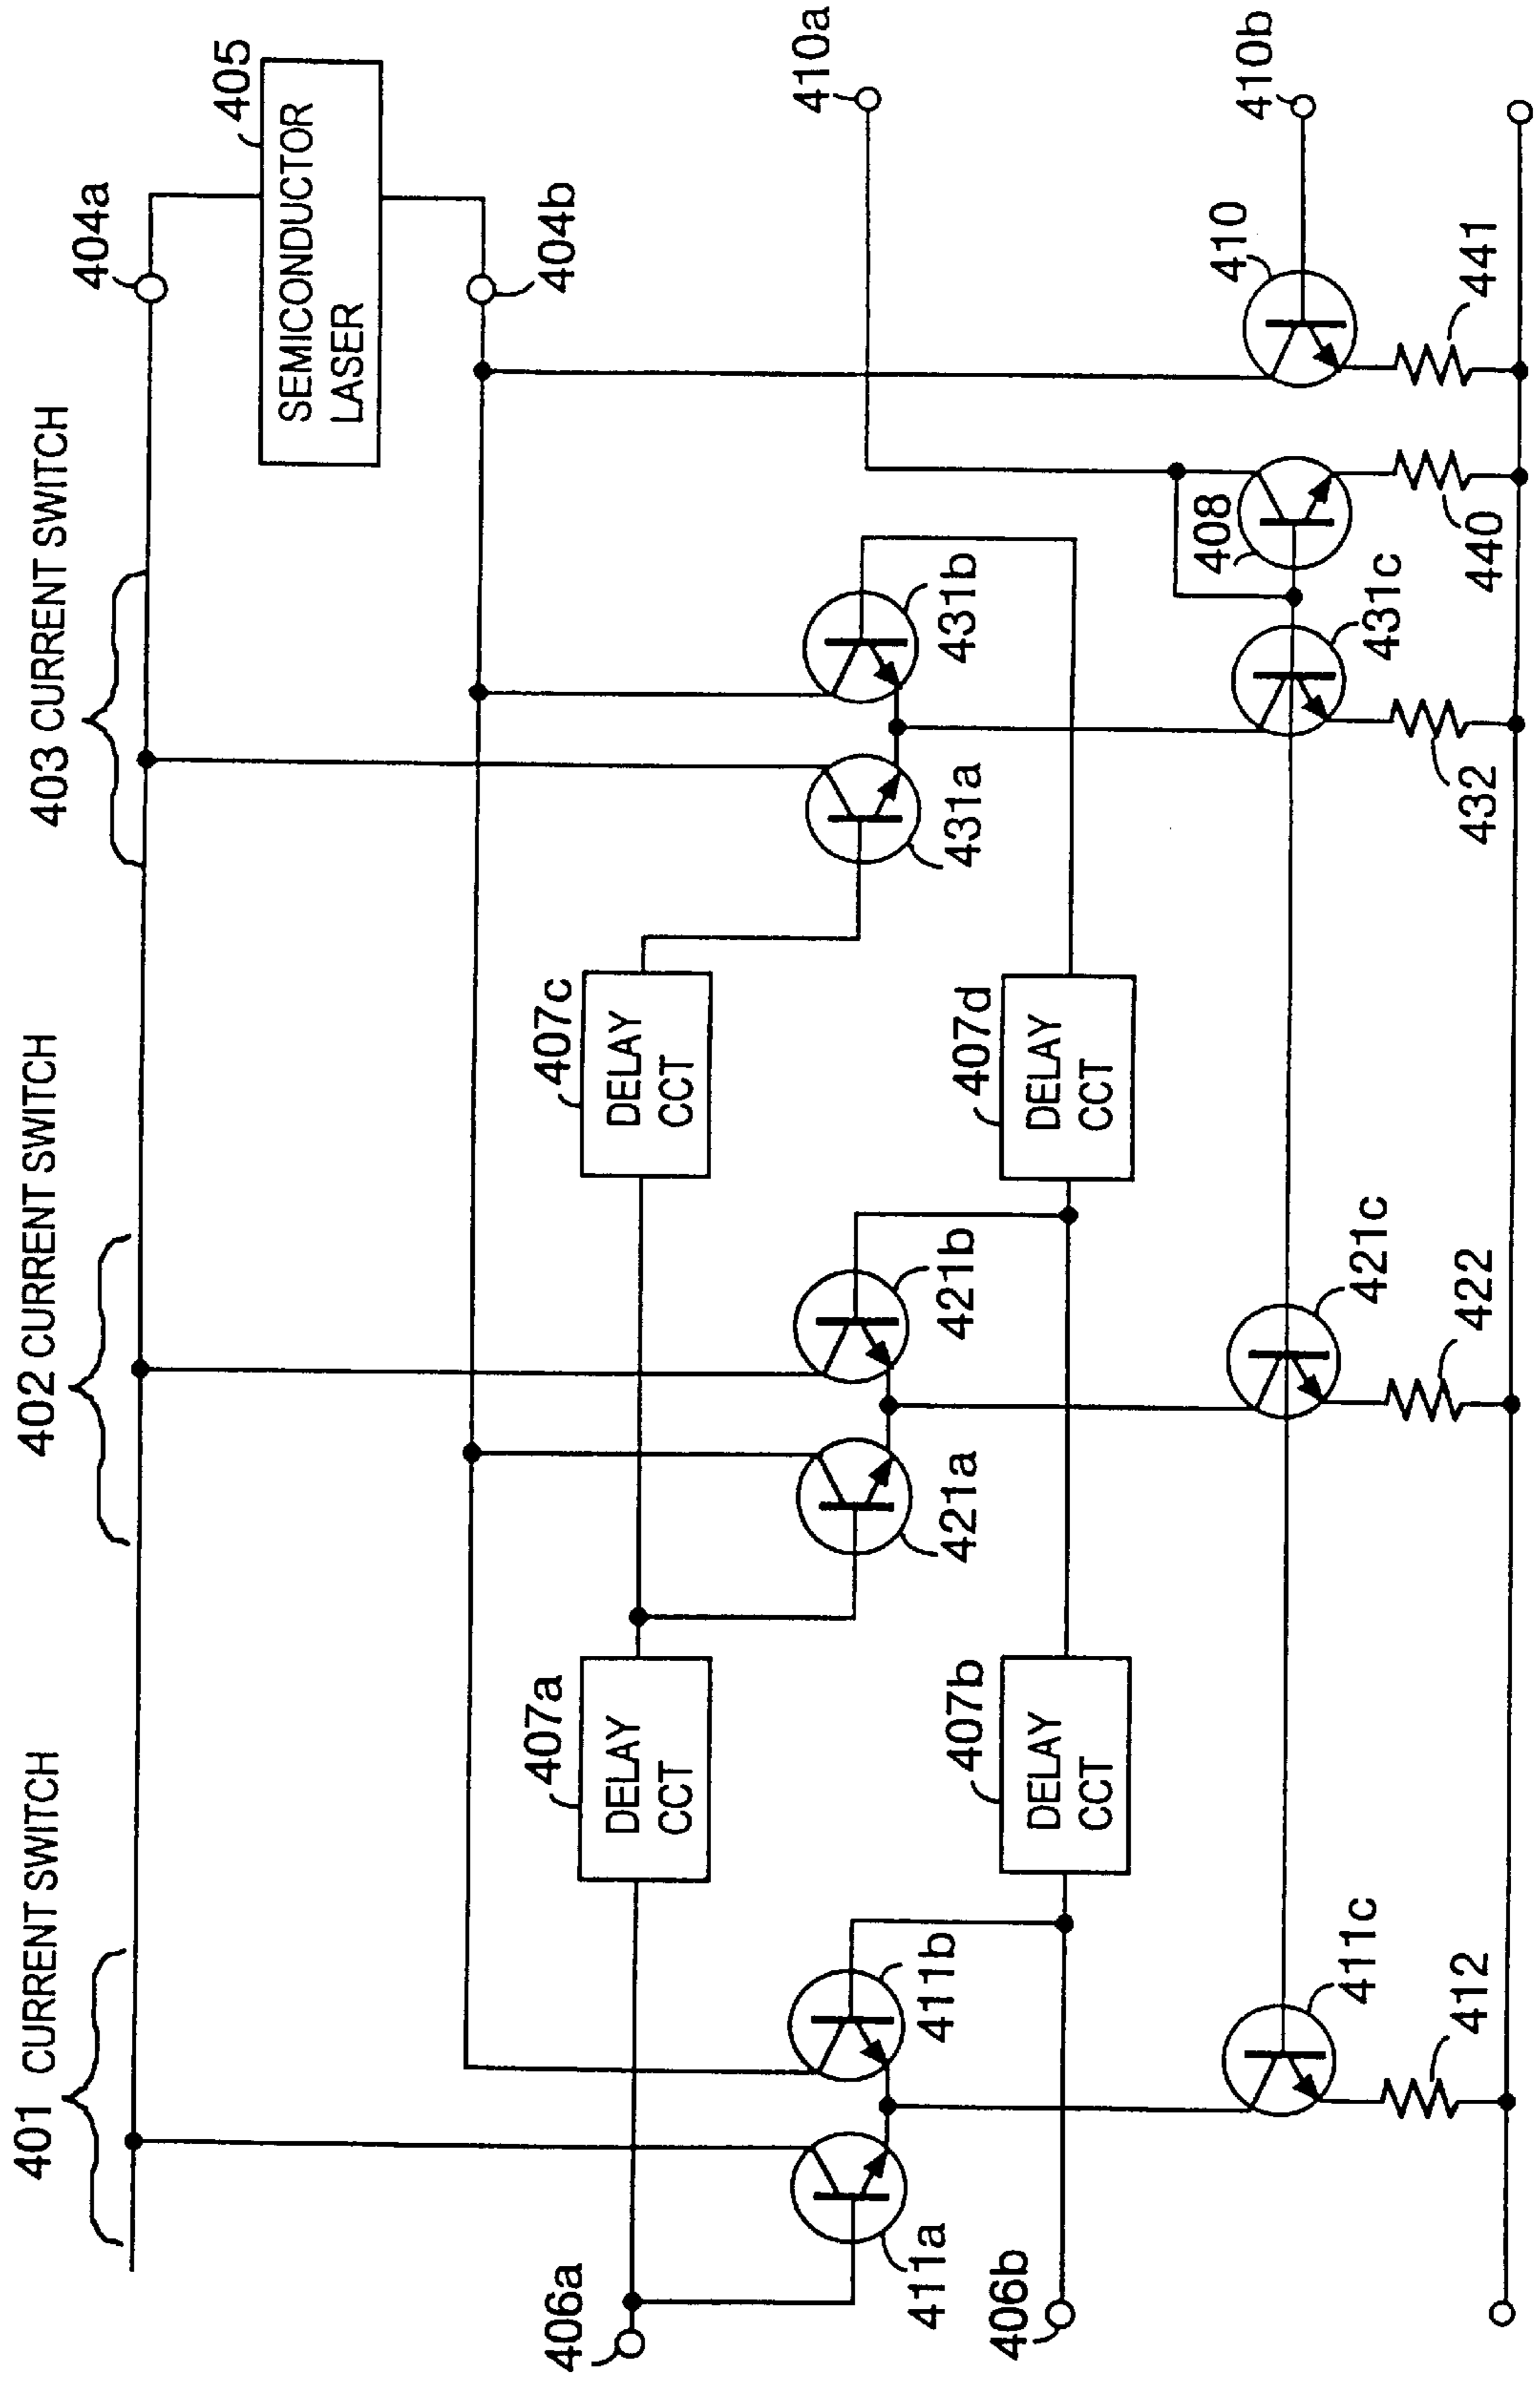 401 CURRENT SWITCH
402 CURRENT SWITCH
403 CURRENT SWITCH
404a
405
SEMICONDUCTOR
LASER
404b
406a
407a
DELAY
CCT
407c
DELAY
CCT
410a
411a
411b
421a
421b
431a
431b
406b
407b
DELAY
CCT
407d
DELAY
CCT
408
410
410b
411c
421c
431c
412
422
432
440
441